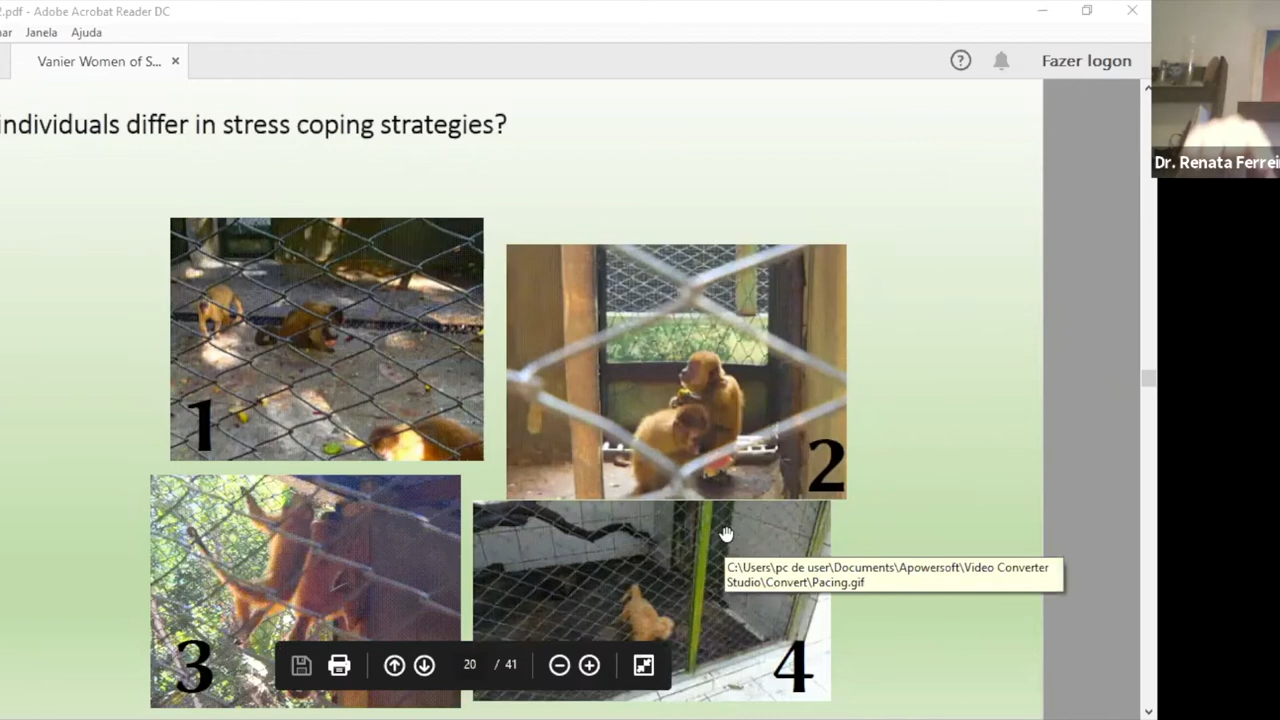 2.pdf - Adobe Acrobat Reader DC
Janela Ajuda
Vanier Women of S... ×
Fazer logon
individuals differ in stress coping strategies?
Dr. Renata Ferrei
1
2
3
4
C:\Users\pc de user\Documents\Apowersoft\Video Converter
Studio\Convert\Pacing.gif
20 / 41